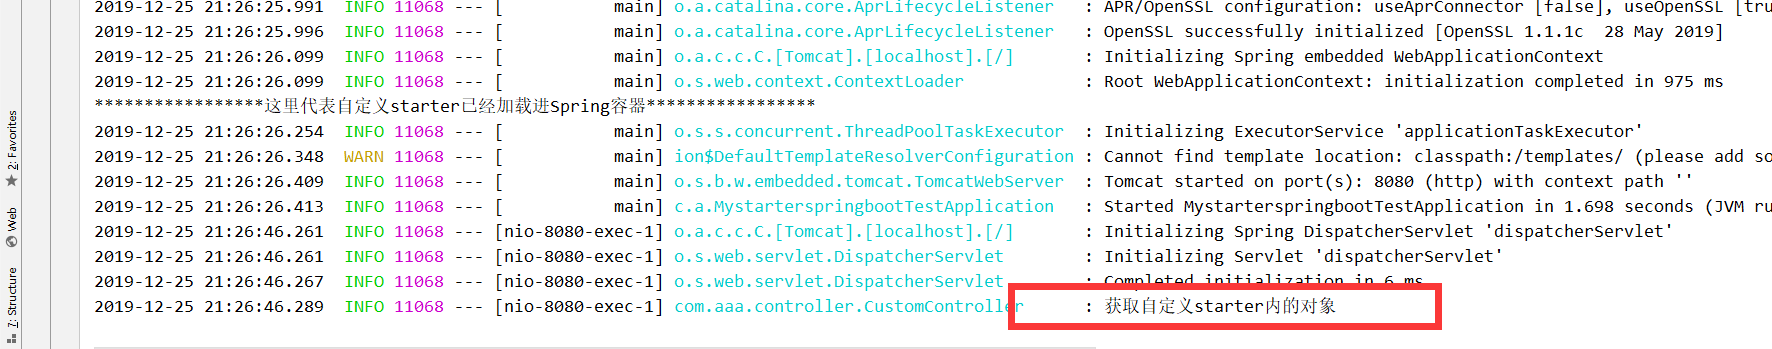 2019-12-25 21:26:25.991  INFO 11068 --- [           main] o.a.catalina.core.AprLifecycleListener   : APR/OpenSSL configuration: useAprConnector [false], useOpenSSL [tru
2019-12-25 21:26:25.996  INFO 11068 --- [           main] o.a.catalina.core.AprLifecycleListener   : OpenSSL successfully initialized [OpenSSL 1.1.1c  28 May 2019]
2019-12-25 21:26:26.099  INFO 11068 --- [           main] o.a.c.c.C.[Tomcat].[localhost].[/]       : Initializing Spring embedded WebApplicationContext
2019-12-25 21:26:26.099  INFO 11068 --- [           main] o.s.web.context.ContextLoader            : Root WebApplicationContext: initialization completed in 975 ms
*****************这里代表自定义starter已经加载进Spring容器*****************
2019-12-25 21:26:26.254  INFO 11068 --- [           main] o.s.s.concurrent.ThreadPoolTaskExecutor  : Initializing ExecutorService 'applicationTaskExecutor'
2019-12-25 21:26:26.348  WARN 11068 --- [           main] ion$DefaultTemplateResolverConfiguration : Cannot find template location: classpath:/templates/ (please add so
2019-12-25 21:26:26.409  INFO 11068 --- [           main] o.s.b.w.embedded.tomcat.TomcatWebServer  : Tomcat started on port(s): 8080 (http) with context path ''
2019-12-25 21:26:26.413  INFO 11068 --- [           main] c.a.MystarterspringbootTestApplication   : Started MystarterspringbootTestApplication in 1.698 seconds (JVM ru
2019-12-25 21:26:46.261  INFO 11068 --- [nio-8080-exec-1] o.a.c.c.C.[Tomcat].[localhost].[/]       : Initializing Spring DispatcherServlet 'dispatcherServlet'
2019-12-25 21:26:46.261  INFO 11068 --- [nio-8080-exec-1] o.s.web.servlet.DispatcherServlet        : Initializing Servlet 'dispatcherServlet'
2019-12-25 21:26:46.267  INFO 11068 --- [nio-8080-exec-1] o.s.web.servlet.DispatcherServlet        : Completed initialization in 6 ms
2019-12-25 21:26:46.289  INFO 11068 --- [nio-8080-exec-1] com.aaa.controller.CustomController      : 获取自定义starter内的对象
2: Favorites
Web
7: Structure